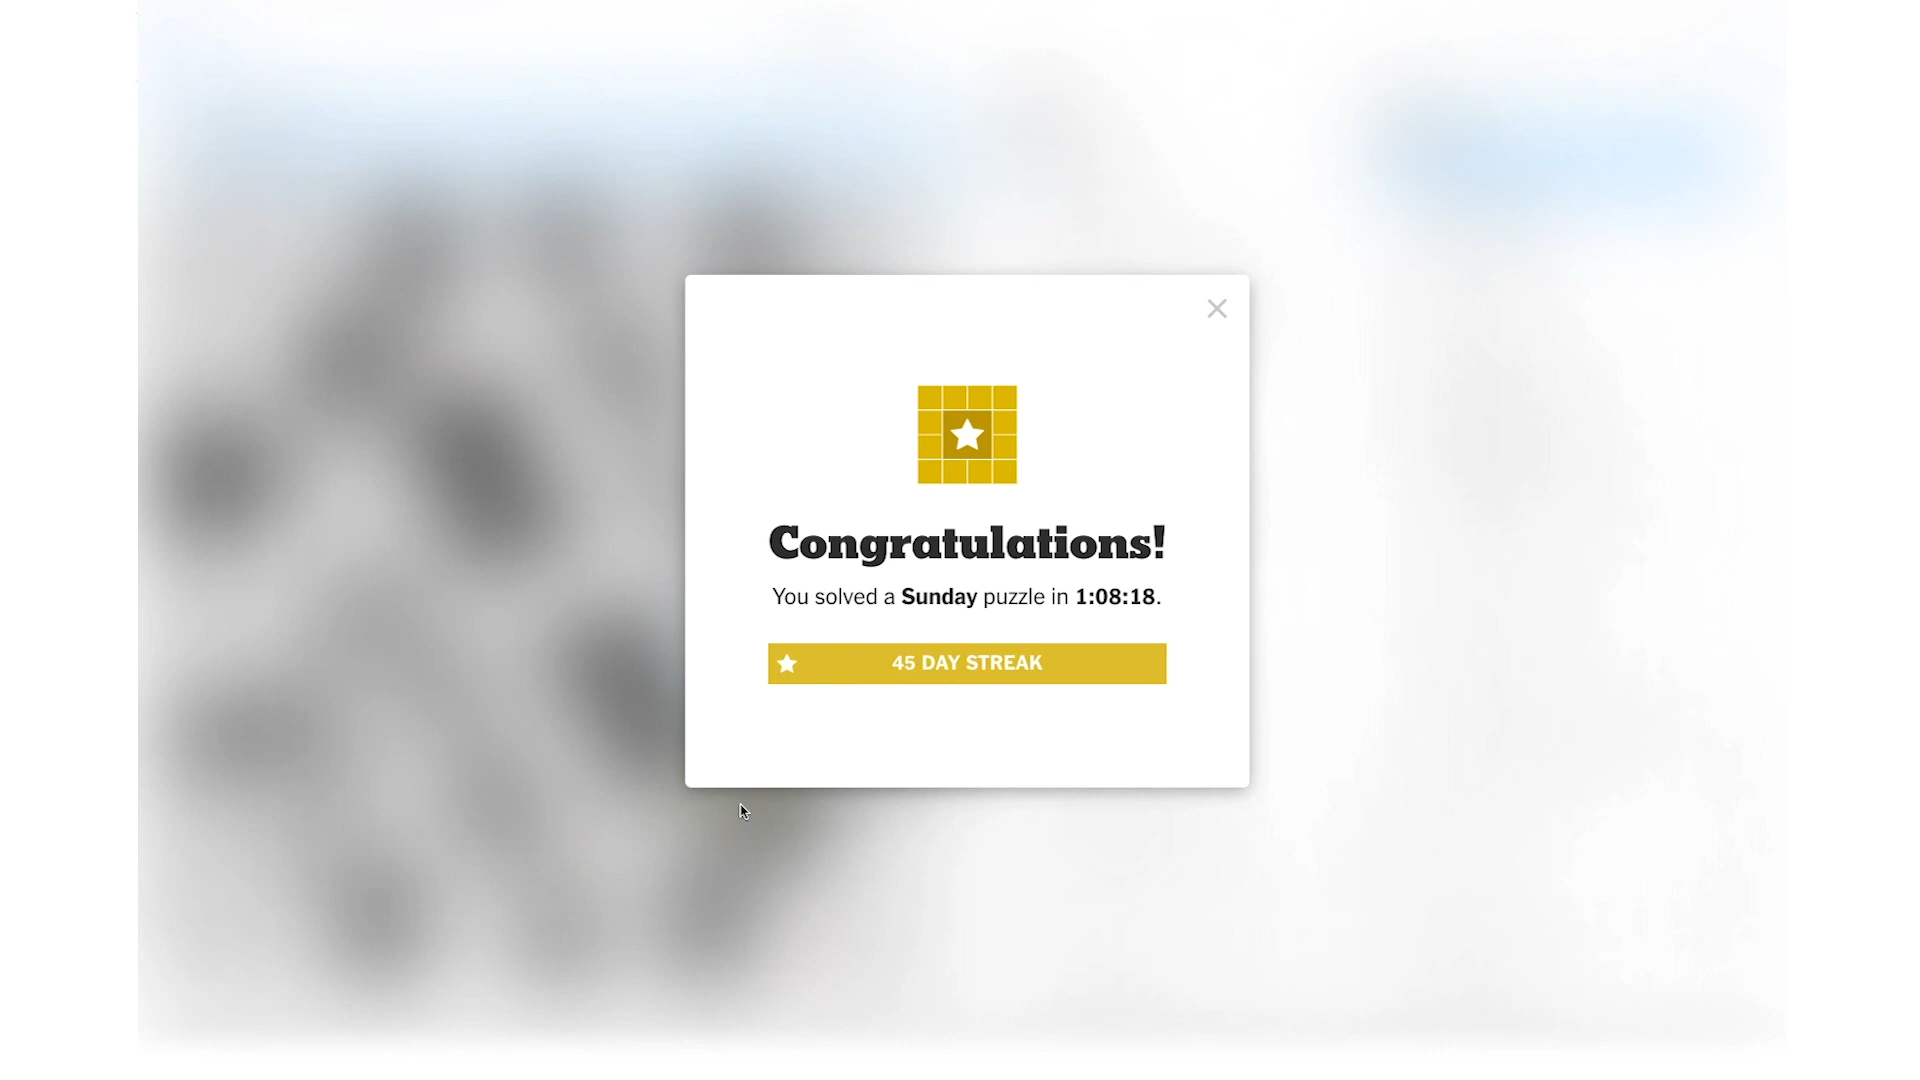 Congratulations!
You solved a Sunday puzzle in 1:08:18.
45 DAY STREAK